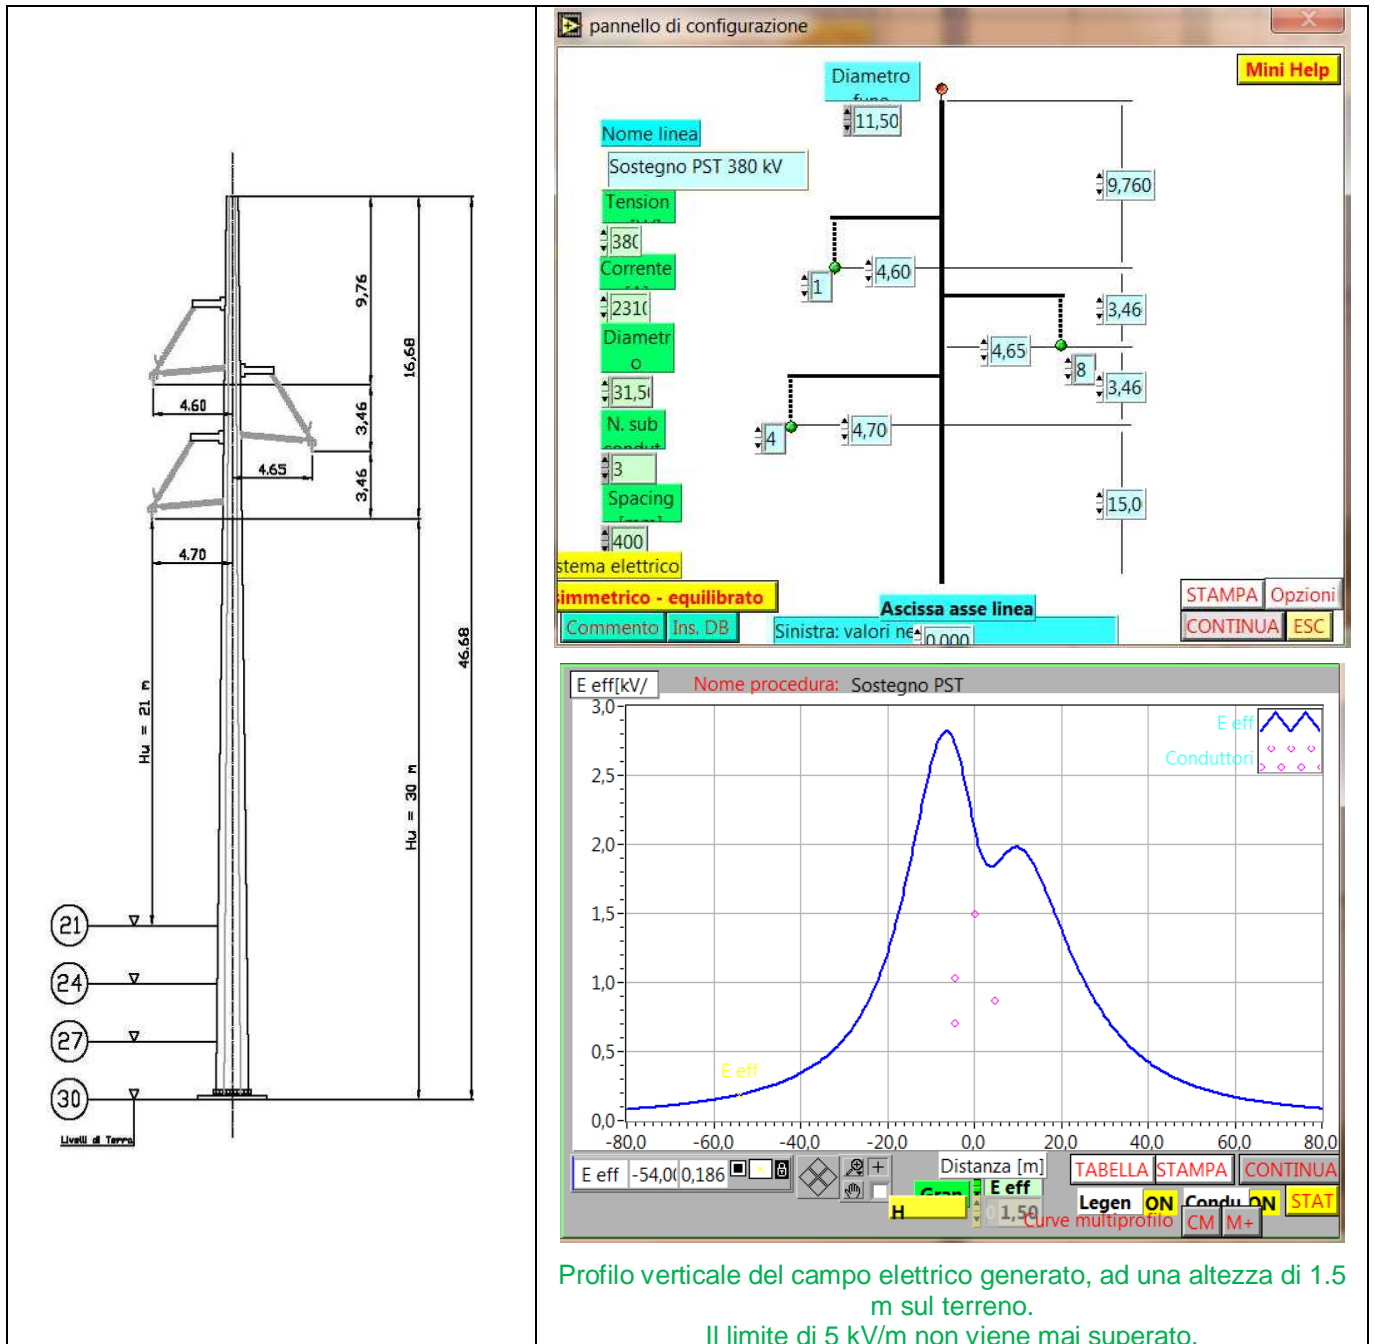 9,76
16,68
4.60
3,46
4.65
3,46
4.70
46.68
Hu = 21 m
Hu = 30 m
21
24
27
30
Livelli di Terra
pannello di configurazione
Mini Help
Diametro
11,50
Nome linea
Sostegno PST 380 kV
9,760
Tension
380
Corrente
4,60
1
2310
3,46
Diametr
o
4,65
8
31,50
3,46
N. sub
4,70
4
3
Spacing
15,0
400
stema elettrico
simmetrico - equilibrato
STAMPA Opzioni
Ascissa asse linea
Commento Ins. DB
Sinistra: valori ne
0,000
CONTINUA ESC
E eff[kV/
Nome procedura: Sostegno PST
3,0
2,5
2,0
1,5
1,0
0,5
0,0
E eff
Conduttori
E eff
-80,0 -60,0 -40,0 -20,0 0,0 20,0 40,0 60,0 80,0
E eff -54,00 0,186
Distanza [m]
TABELLA STAMPA CONTINUA
Gran
E eff
Legen ON Condu ON STAT
H
0 1,50
Curve multiprofilo CM M+
Profilo verticale del campo elettrico generato, ad una altezza di 1.5
m sul terreno.
Il limite di 5 kV/m non viene mai superato.